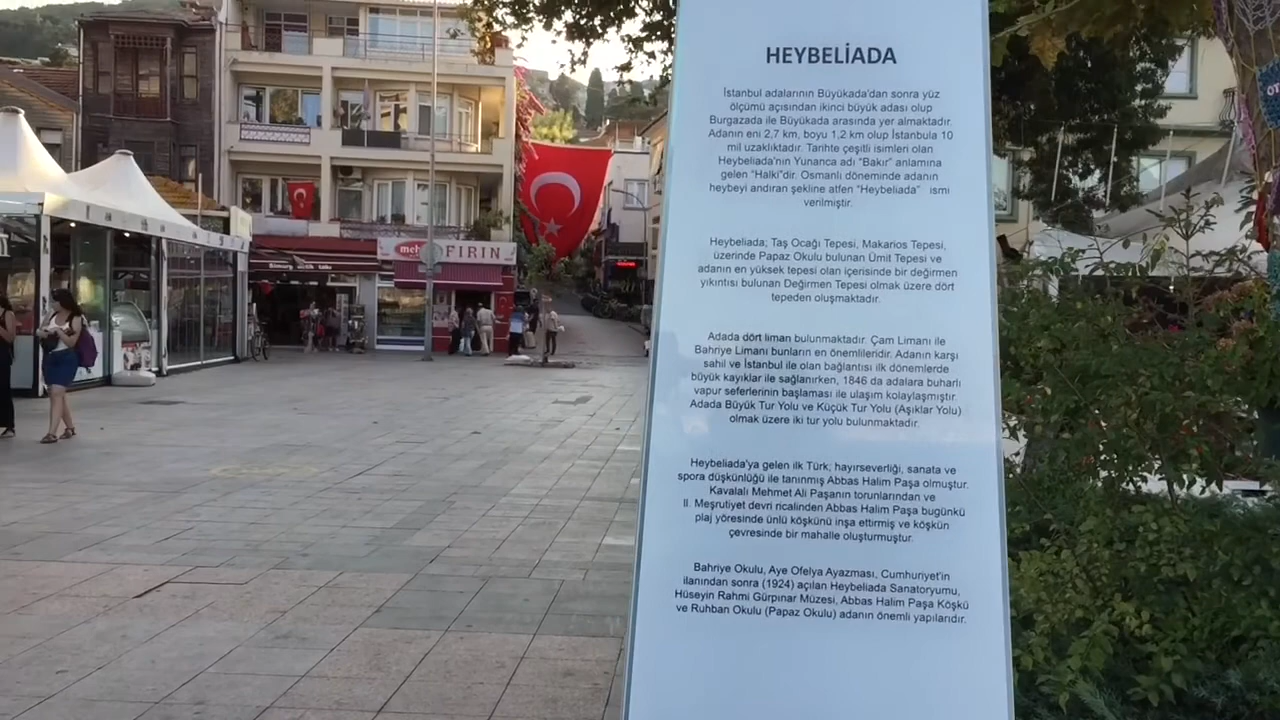 HEYBELİADA
İstanbul adalarının Büyükada'dan sonra yüz
ölçümü açısından ikinci büyük adası olup
Burgazada ile Büyükada arasında yer almaktadır.
Adanın eni 2,7 km, boyu 1,2 km olup İstanbula 10
mil uzaklıktadır. Tarihte çeşitli isimleri olan
Heybeliada'nın Yunanca adı "Bakır" anlamına
gelen "Halki"dir. Osmanlı döneminde adanın
heybeyi andıran şekline atfen "Heybeliada" ismi
verilmiştir.
Heybeliada; Taş Ocağı Tepesi, Makarios Tepesi,
üzerinde Papaz Okulu bulunan Ümit Tepesi ve
adanın en yüksek tepesi olan içerisinde bir değirmen
yıkıntısı bulunan Değirmen Tepesi olmak üzere dört
tepeden oluşmaktadır.
Adada dört liman bulunmaktadır. Çam Limanı ile
Bahriye Limanı bunların en önemlileridir. Adanın karşı
sahil ve İstanbul ile olan bağlantısı ilk dönemlerde
büyük kayıklar ile sağlanırken, 1846 da adalara buharlı
vapur seferlerinin başlaması ile ulaşım kolaylaşmıştır.
Adada Büyük Tur Yolu ve Küçük Tur Yolu (Aşıklar Yolu)
olmak üzere iki tur yolu bulunmaktadır.
Heybeliada'ya gelen ilk Türk; hayırseverliği, sanata ve
spora düşkünlüğü ile tanınmış Abbas Halim Paşa olmuştur.
Kavalalı Mehmet Ali Paşanın torunlarından ve
II. Meşrutiyet devri ricalinden Abbas Halim Paşa bugünkü
plaj yöresinde ünlü köşkünü inşa ettirmiş ve köşkün
çevresinde bir mahalle oluşturmuştur.
Bahriye Okulu, Aye Ofelya Ayazması, Cumhuriyet'in
ilanından sonra (1924) açılan Heybeliada Sanatoryumu,
Hüseyin Rahmi Gürpınar Müzesi, Abbas Halim Paşa Köşkü
ve Ruhban Okulu (Papaz Okulu) adanın önemli yapılarıdır.
FIRIN